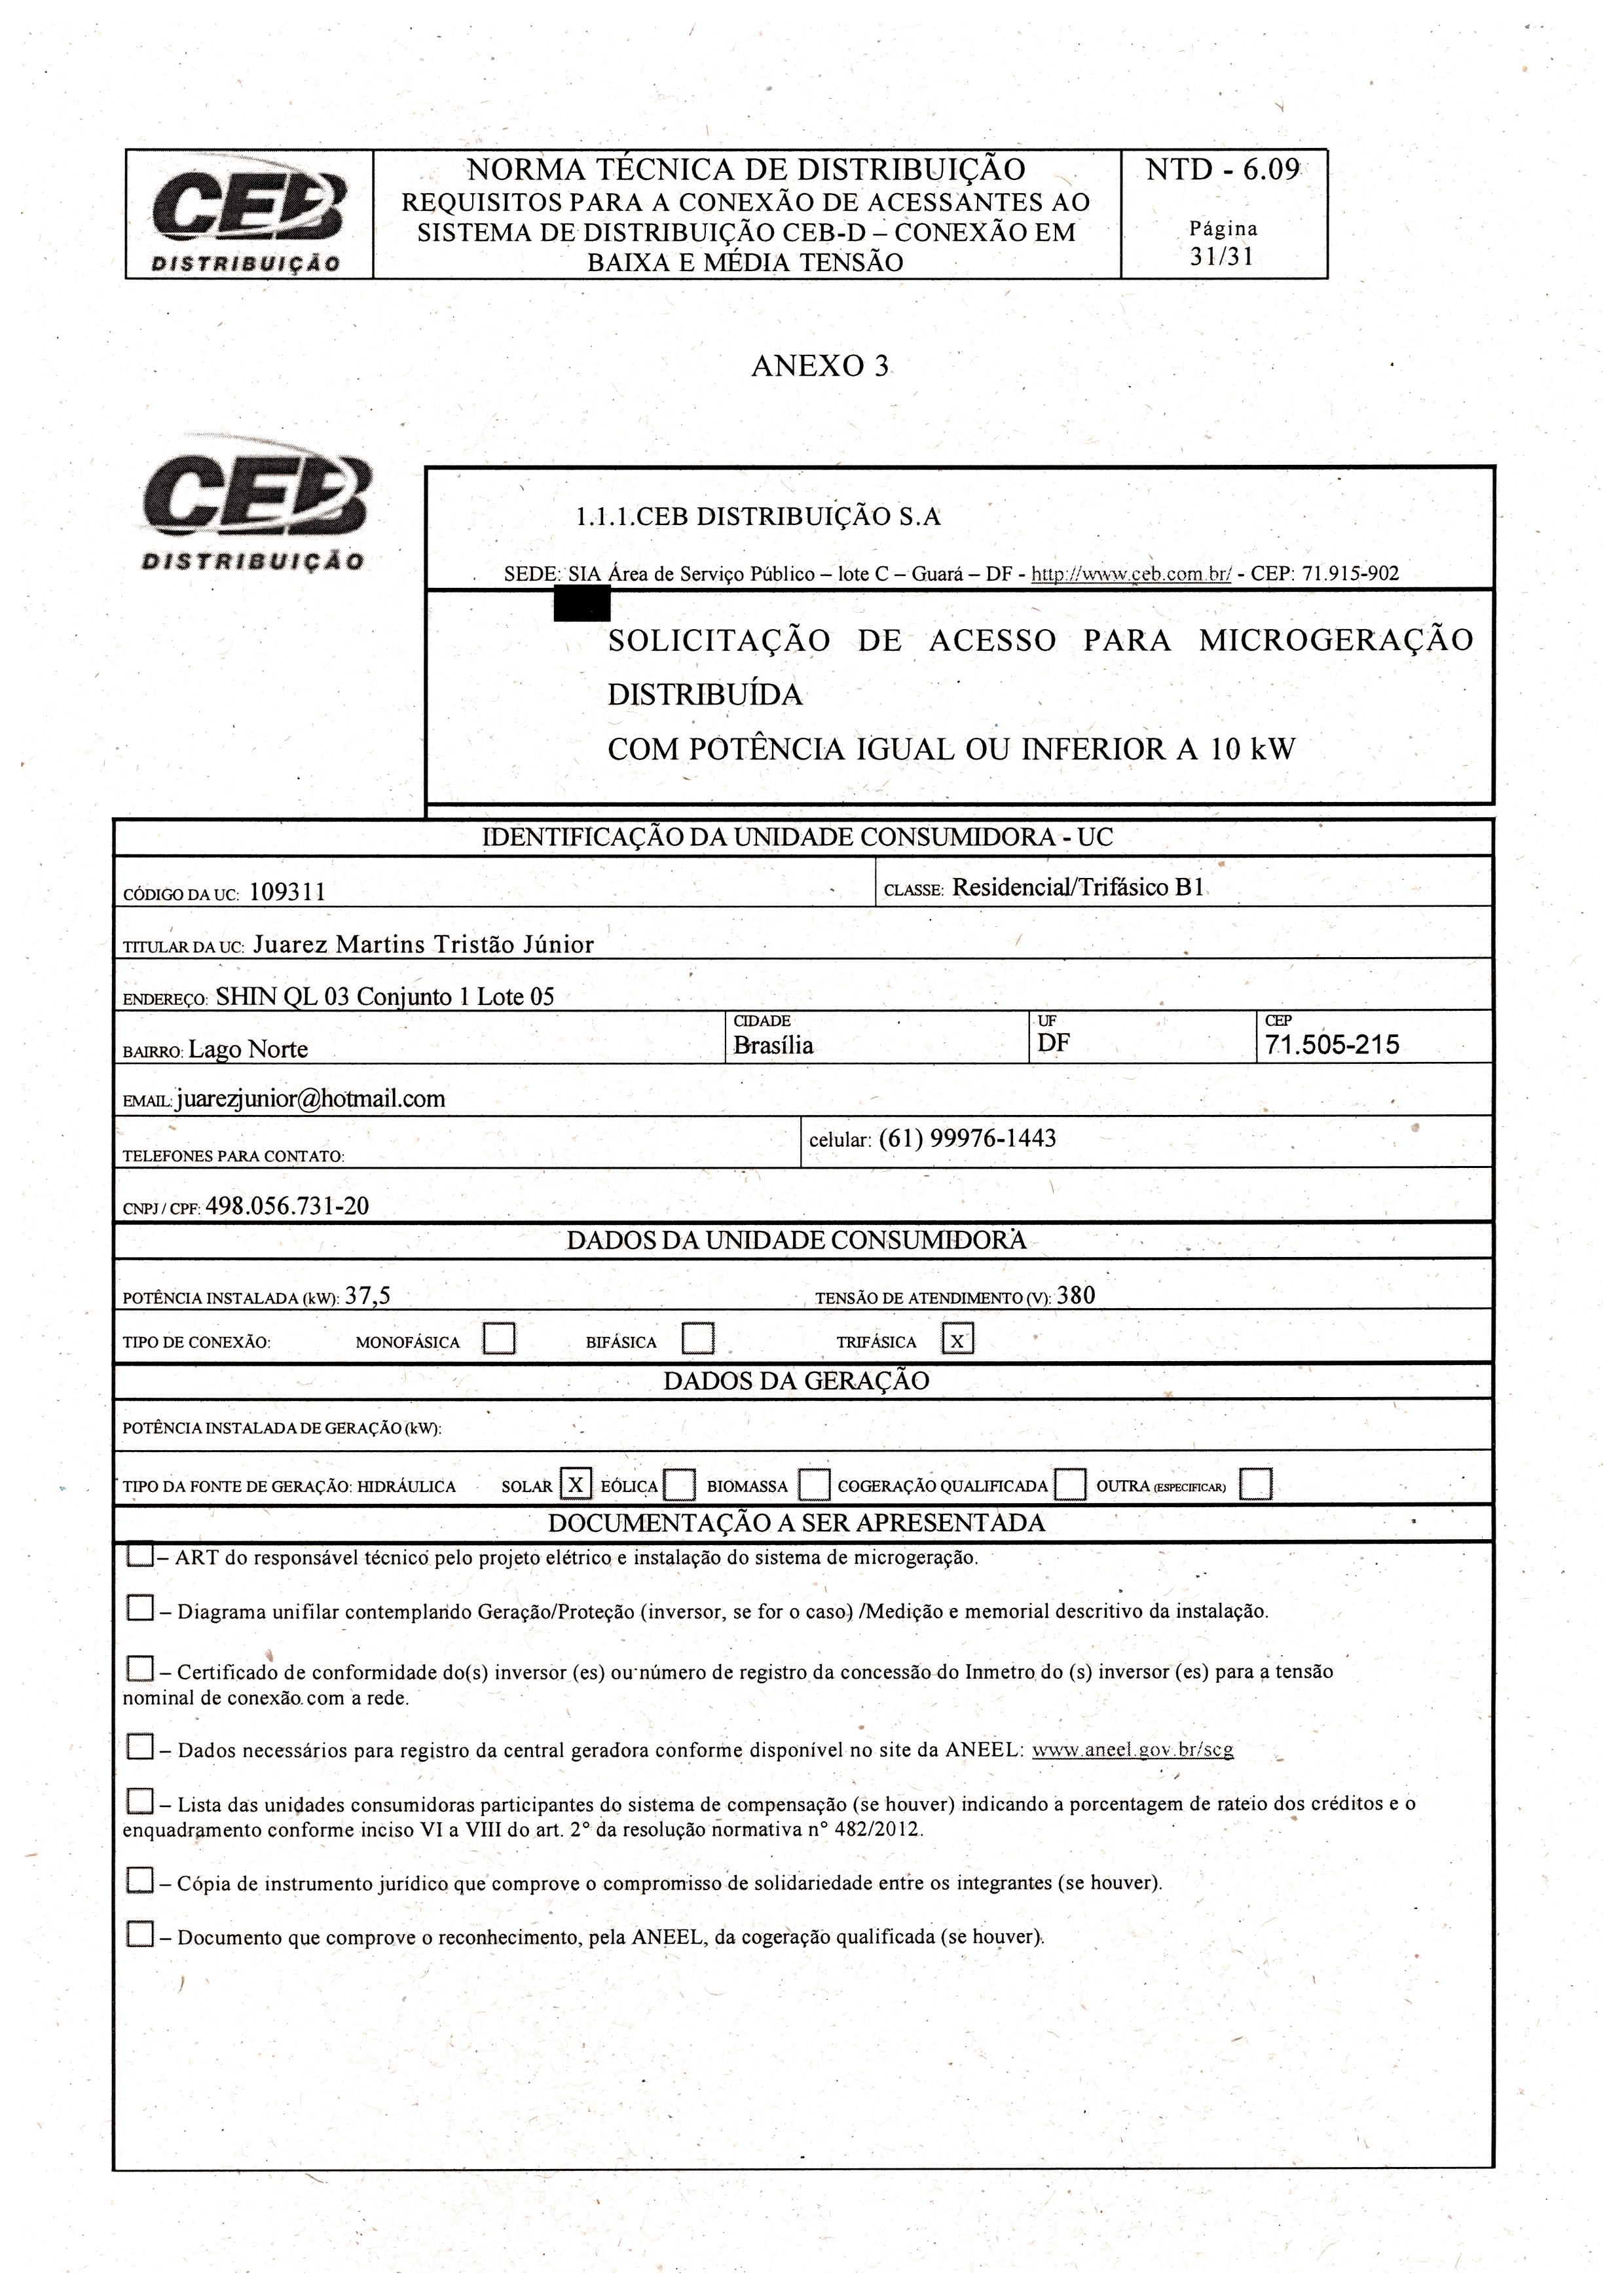 CEB
DISTRIBUIÇÃO
NORMA TÉCNICA DE DISTRIBUIÇÃO
REQUISITOS PARA A CONEXÃO DE ACESSANTES AO
SISTEMA DE DISTRIBUIÇÃO CEB-D – CONEXÃO EM
BAIXA E MÉDIA TENSÃO
NTD - 6.09
Página
31/31
ANEXO 3
CEB
DISTRIBUIÇÃO
1.1.1.CEB DISTRIBUIÇÃO S.A
SEDE: SIA Área de Serviço Público – lote C – Guará – DF - http://www.ceb.com.br/ - CEP: 71.915-902
SOLICITAÇÃO DE ACESSO PARA MICROGERAÇÃO
DISTRIBUÍDA
COM POTÊNCIA IGUAL OU INFERIOR A 10 kW
IDENTIFICAÇÃO DA UNIDADE CONSUMIDORA - UC
CÓDIGO DA UC: 109311 CLASSE: Residencial/Trifásico B1
TITULAR DA UC: Juarez Martins Tristão Júnior
ENDEREÇO: SHIN QL 03 Conjunto 1 Lote 05
CIDADE UF CEP
BAIRRO: Lago Norte Brasília DF 71.505-215
EMAIL: juarezjunior@hotmail.com
TELEFONES PARA CONTATO: celular: (61) 99976-1443
CNPJ / CPF: 498.056.731-20
DADOS DA UNIDADE CONSUMIDORA
POTÊNCIA INSTALADA (kW): 37,5 TENSÃO DE ATENDIMENTO (V): 380
TIPO DE CONEXÃO: MONOFÁSICA BIFÁSICA TRIFÁSICA X
DADOS DA GERAÇÃO
POTÊNCIA INSTALADA DE GERAÇÃO (kW):
TIPO DA FONTE DE GERAÇÃO: HIDRÁULICA SOLAR X EÓLICA BIOMASSA COGERAÇÃO QUALIFICADA OUTRA (ESPECIFICAR)
DOCUMENTAÇÃO A SER APRESENTADA
– ART do responsável técnico pelo projeto elétrico e instalação do sistema de microgeração.
– Diagrama unifilar contemplando Geração/Proteção (inversor, se for o caso) /Medição e memorial descritivo da instalação.
– Certificado de conformidade do(s) inversor (es) ou número de registro da concessão do Inmetro do (s) inversor (es) para a tensão
nominal de conexão com a rede.
– Dados necessários para registro da central geradora conforme disponível no site da ANEEL: www.aneel.gov.br/scg
– Lista das unidades consumidoras participantes do sistema de compensação (se houver) indicando a porcentagem de rateio dos créditos e o
enquadramento conforme inciso VI a VIII do art. 2° da resolução normativa n° 482/2012.
– Cópia de instrumento jurídico que comprove o compromisso de solidariedade entre os integrantes (se houver).
– Documento que comprove o reconhecimento, pela ANEEL, da cogeração qualificada (se houver).